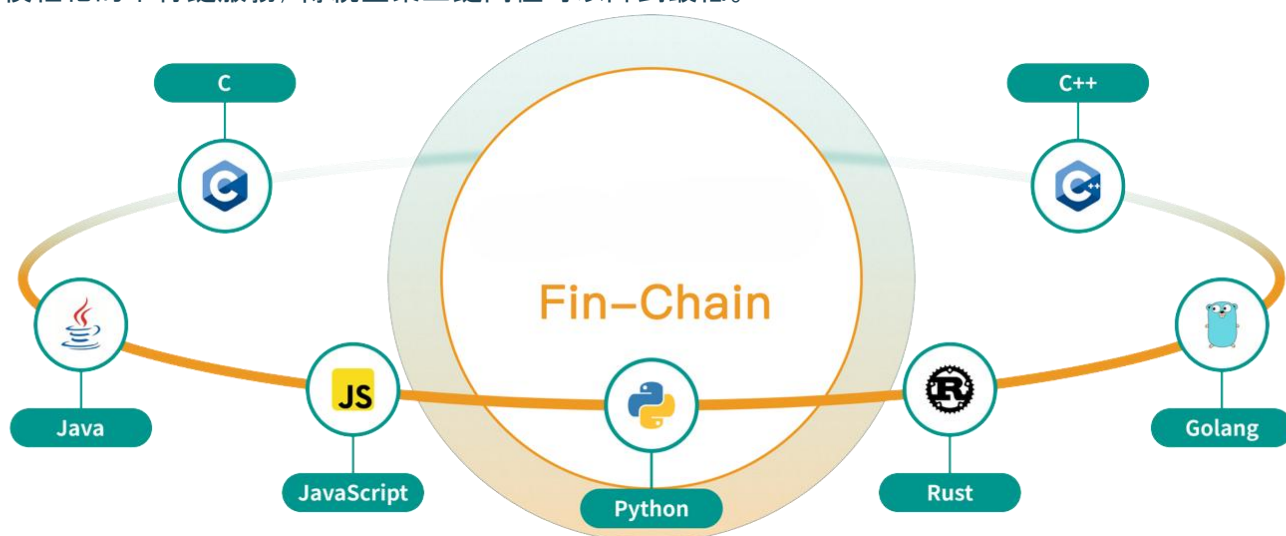 C
C++
C
C++
Fin-Chain
JS
R
Java
Golang
JavaScript
Rust
Python